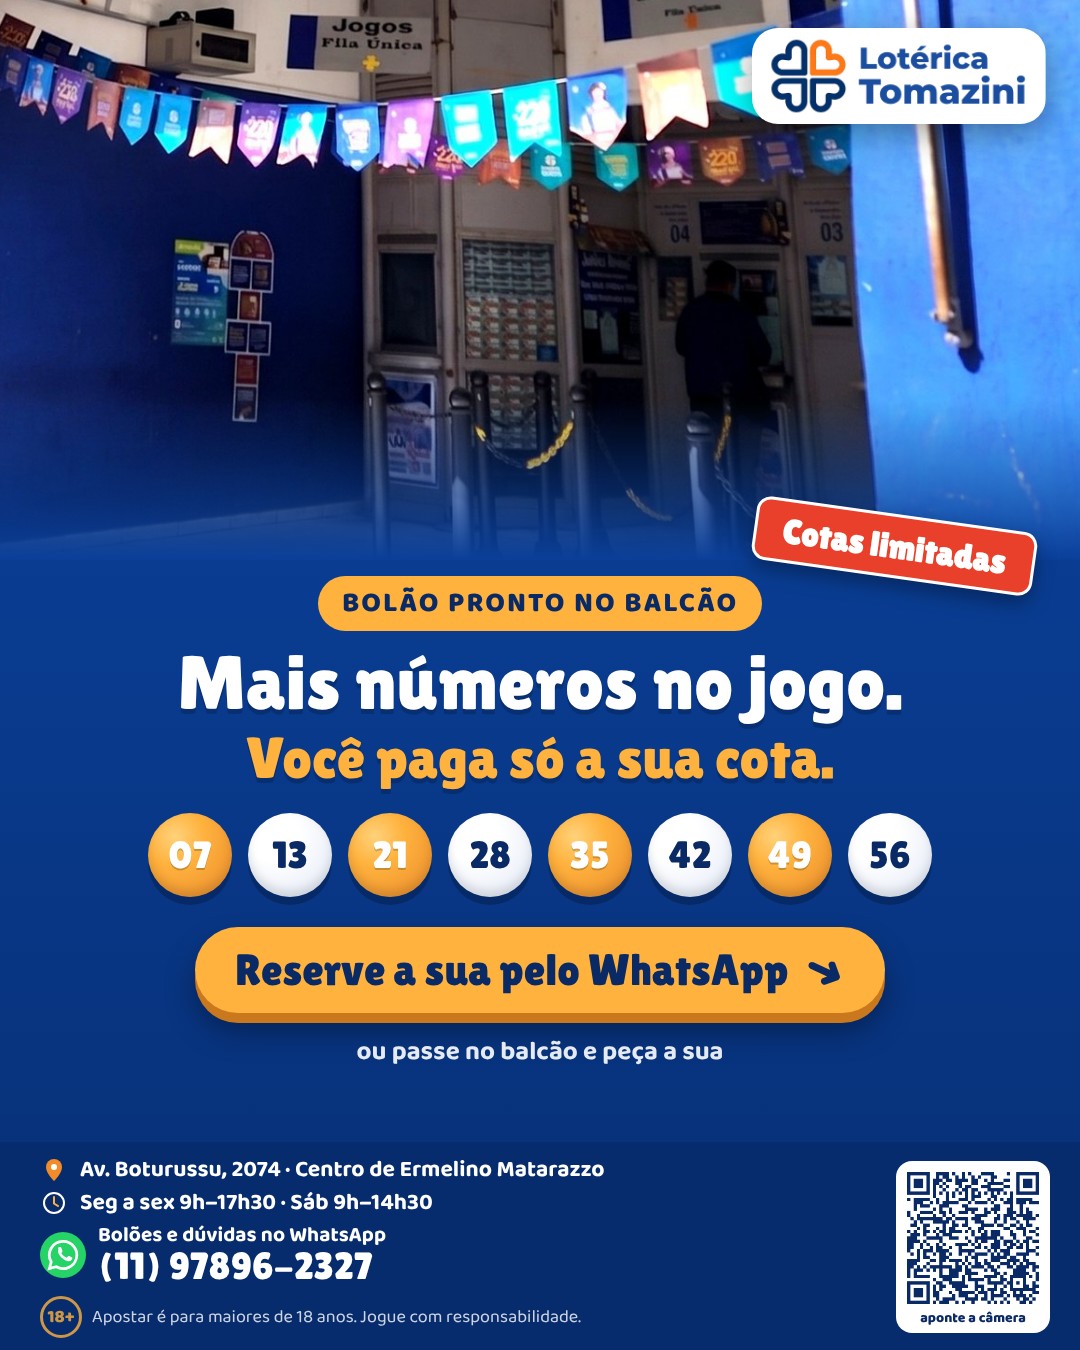 Jogos
Fila Única
Fila Única
Lotérica
Tomazini
04
03
Cotas limitadas
BOLÃO PRONTO NO BALCÃO
Mais números no jogo.
Você paga só a sua cota.
07 13 21 28 35 42 49 56
Reserve a sua pelo WhatsApp
ou passe no balcão e peça a sua
Av. Boturussu, 2074 · Centro de Ermelino Matarazzo
Seg a sex 9h–17h30 · Sáb 9h–14h30
Bolões e dúvidas no WhatsApp
(11) 97896–2327
18+ Apostar é para maiores de 18 anos. Jogue com responsabilidade.
aponte a câmera